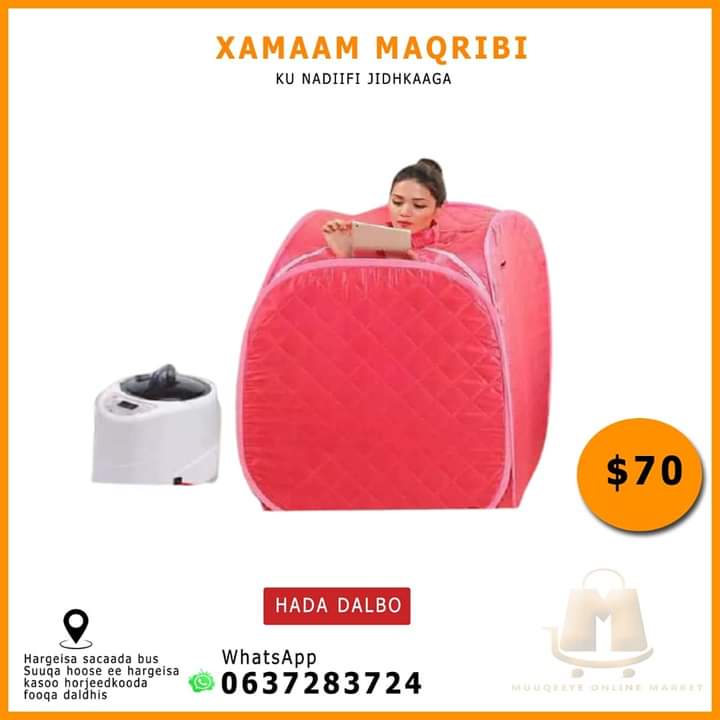 XAMAAM MAQRIBI
KU NADIIFI JIDHKAAGA
$70
HADA DALBO
Hargeisa sacaada bus
Suuqa hoose ee hargeisa
kasoo horjeedkooda
fooqa daldhis
WhatsApp
0637283724
M
MUUQEEYE ONLINE MARKET